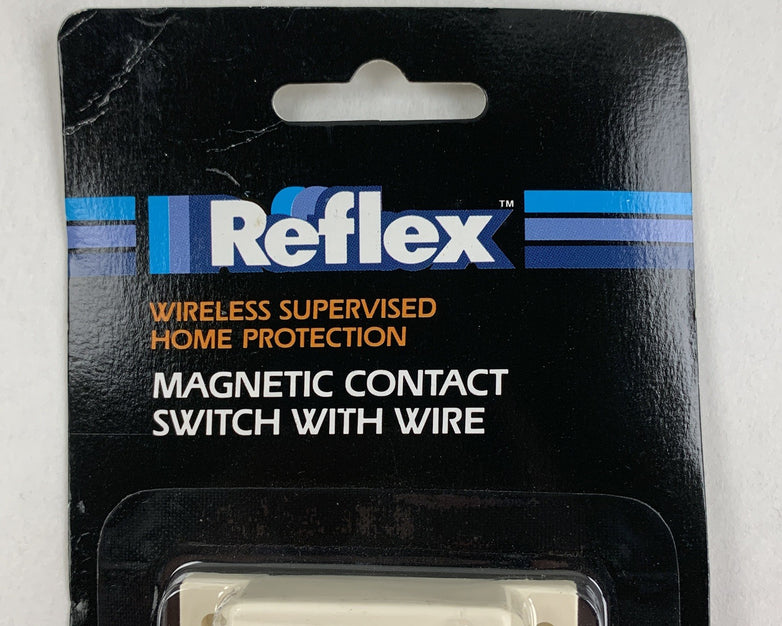 Reflex™
WIRELESS SUPERVISED
HOME PROTECTION
MAGNETIC CONTACT
SWITCH WITH WIRE